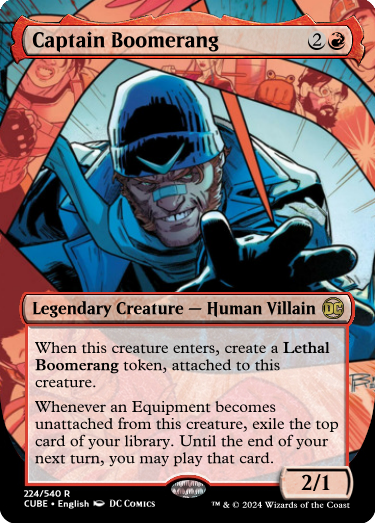 Captain Boomerang 2
Legendary Creature — Human Villain DC
When this creature enters, create a Lethal
Boomerang token, attached to this
creature.
Whenever an Equipment becomes
unattached from this creature, exile the top
card of your library. Until the end of your
next turn, you may play that card.
2/1
224/540 R
CUBE • English DC COMICS
™ & © 2024 Wizards of the Coast